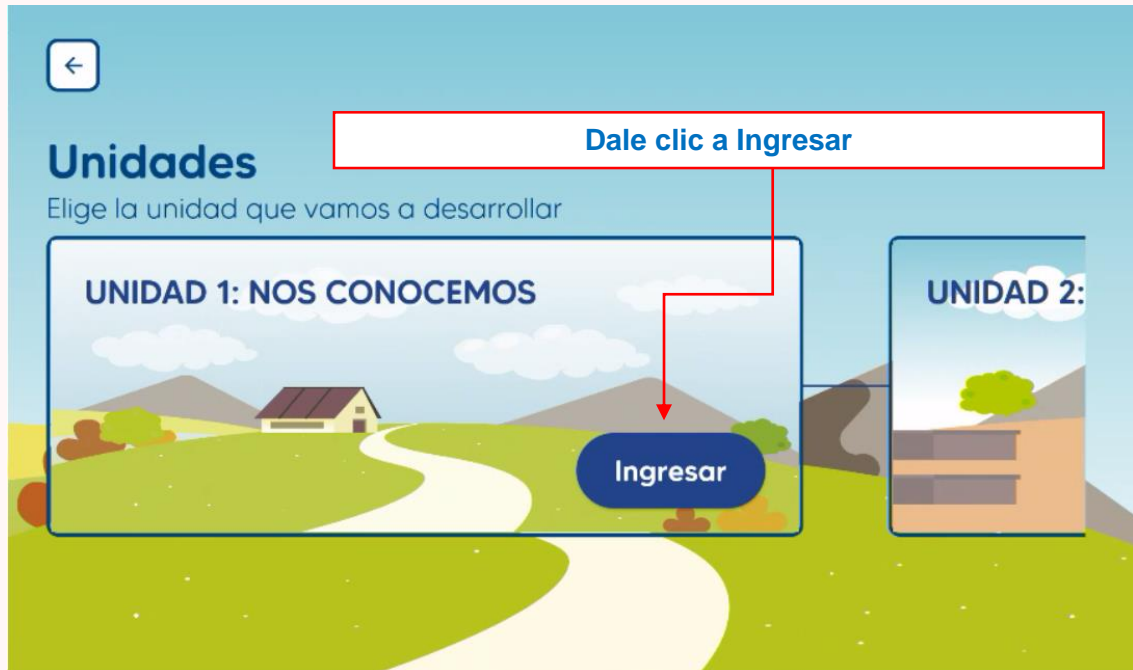 Dale clic a Ingresar
Unidades
Elige la unidad que vamos a desarrollar
UNIDAD 1: NOS CONOCEMOS
UNIDAD 2:
Ingresar